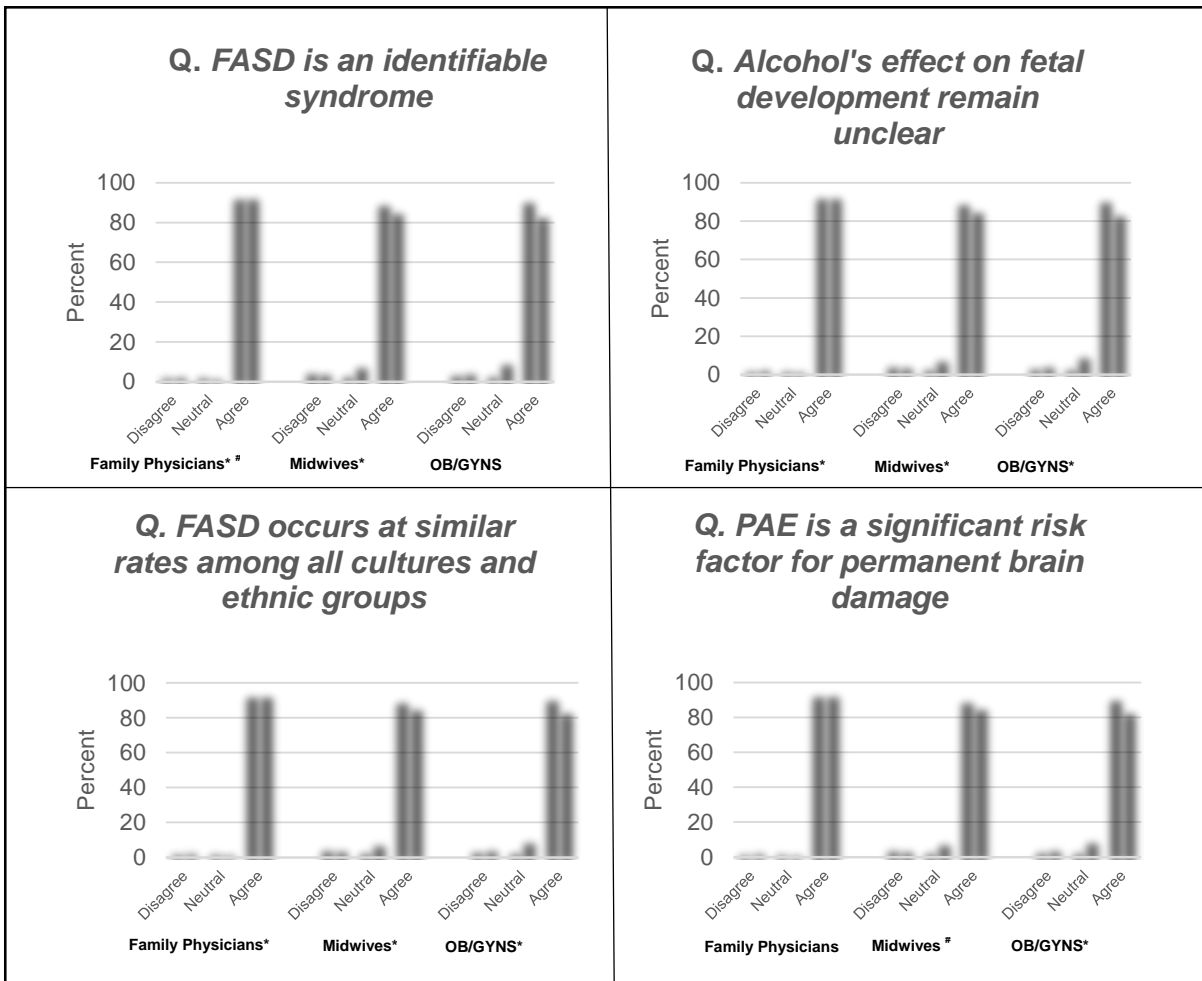 Q. FASD is an identifiable
syndrome
Percent
100
80
60
40
20
0
Disagree
Neutral
Agree
Disagree
Neutral
Agree
Disagree
Neutral
Agree
Family Physicians* #
Midwives*
OB/GYNS
Q. Alcohol's effect on fetal
development remain
unclear
Percent
100
80
60
40
20
0
Disagree
Neutral
Agree
Disagree
Neutral
Agree
Disagree
Neutral
Agree
Family Physicians*
Midwives*
OB/GYNS*
Q. FASD occurs at similar
rates among all cultures and
ethnic groups
Percent
100
80
60
40
20
0
Disagree
Neutral
Agree
Disagree
Neutral
Agree
Disagree
Neutral
Agree
Family Physicians*
Midwives*
OB/GYNS*
Q. PAE is a significant risk
factor for permanent brain
damage
Percent
100
80
60
40
20
0
Disagree
Neutral
Agree
Disagree
Neutral
Agree
Disagree
Neutral
Agree
Family Physicians
Midwives #
OB/GYNS*